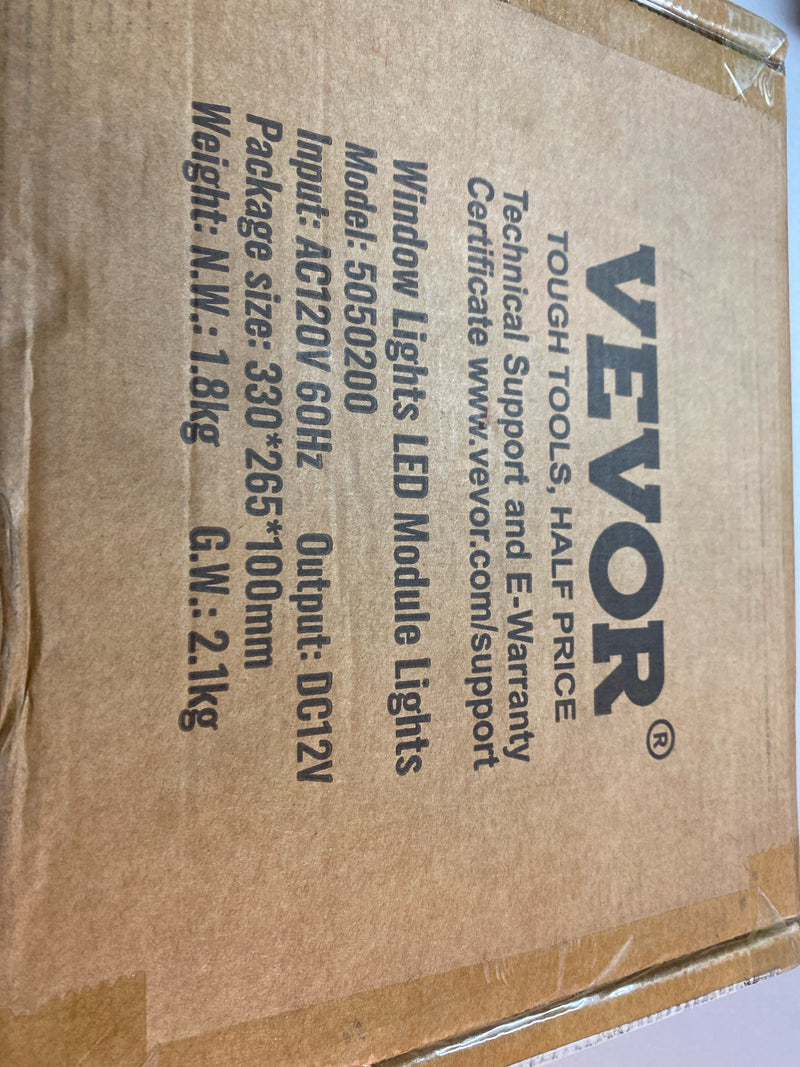 VEVOR®
TOUGH TOOLS, HALF PRICE
Technical Support and E-Warranty
Certificate www.vevor.com/support
Window Lights LED Module Lights
Model: 5050200
Input: AC120V 60Hz Output: DC12V
Package size: 330*265*100mm
Weight: N.W.: 1.8kg G.W.: 2.1kg